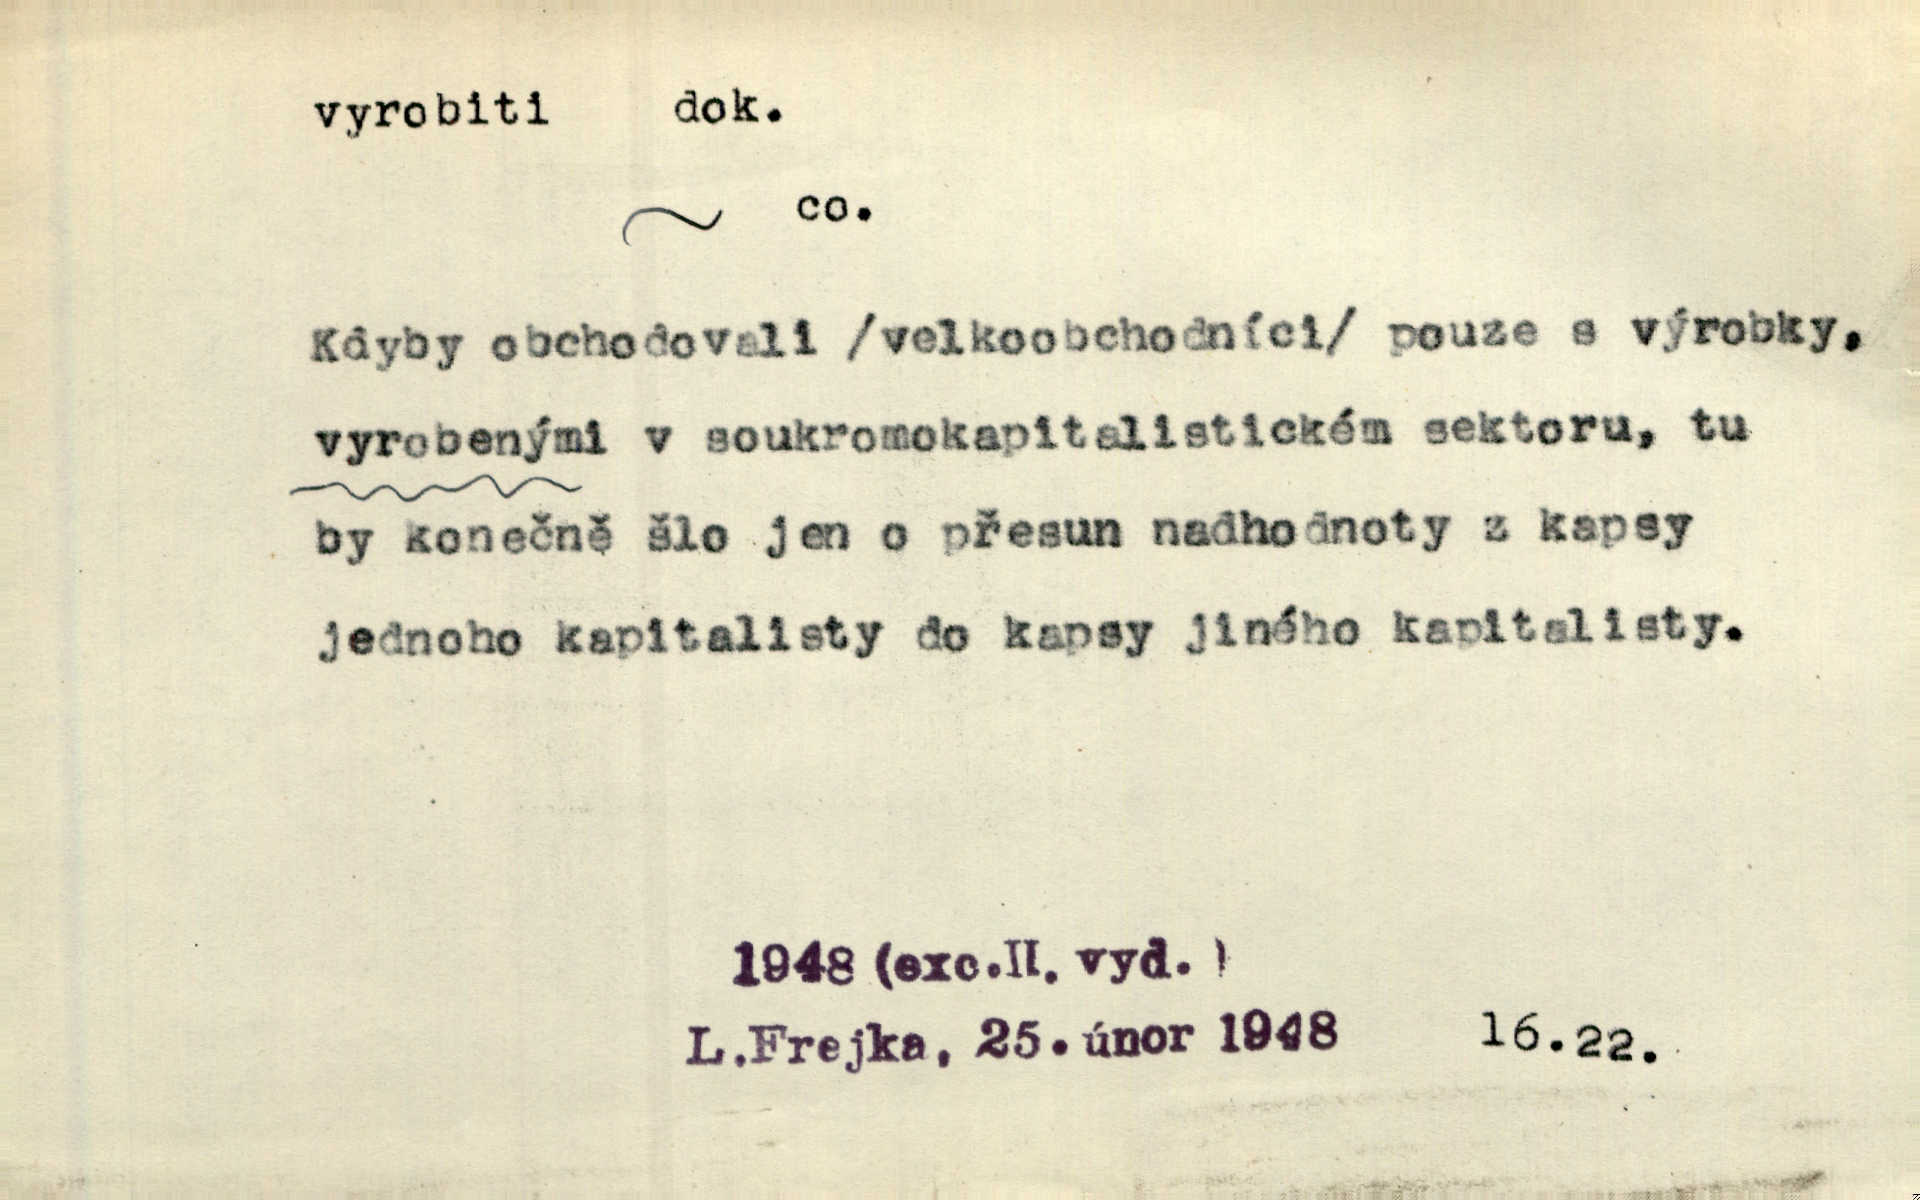 vyrobiti dok.
~ co.
Kdyby obchodovali /velkoobchodníci/ pouze s výrobky,
vyrobenými v soukromokapitalistickém sektoru, tu
by konečně šlo jen o přesun nadhodnoty z kapsy
jednoho kapitalisty do kapsy jiného kapitalisty.
1948 (exc.II. vyd. )
L.Frejka, 25. únor 1948 16.22.